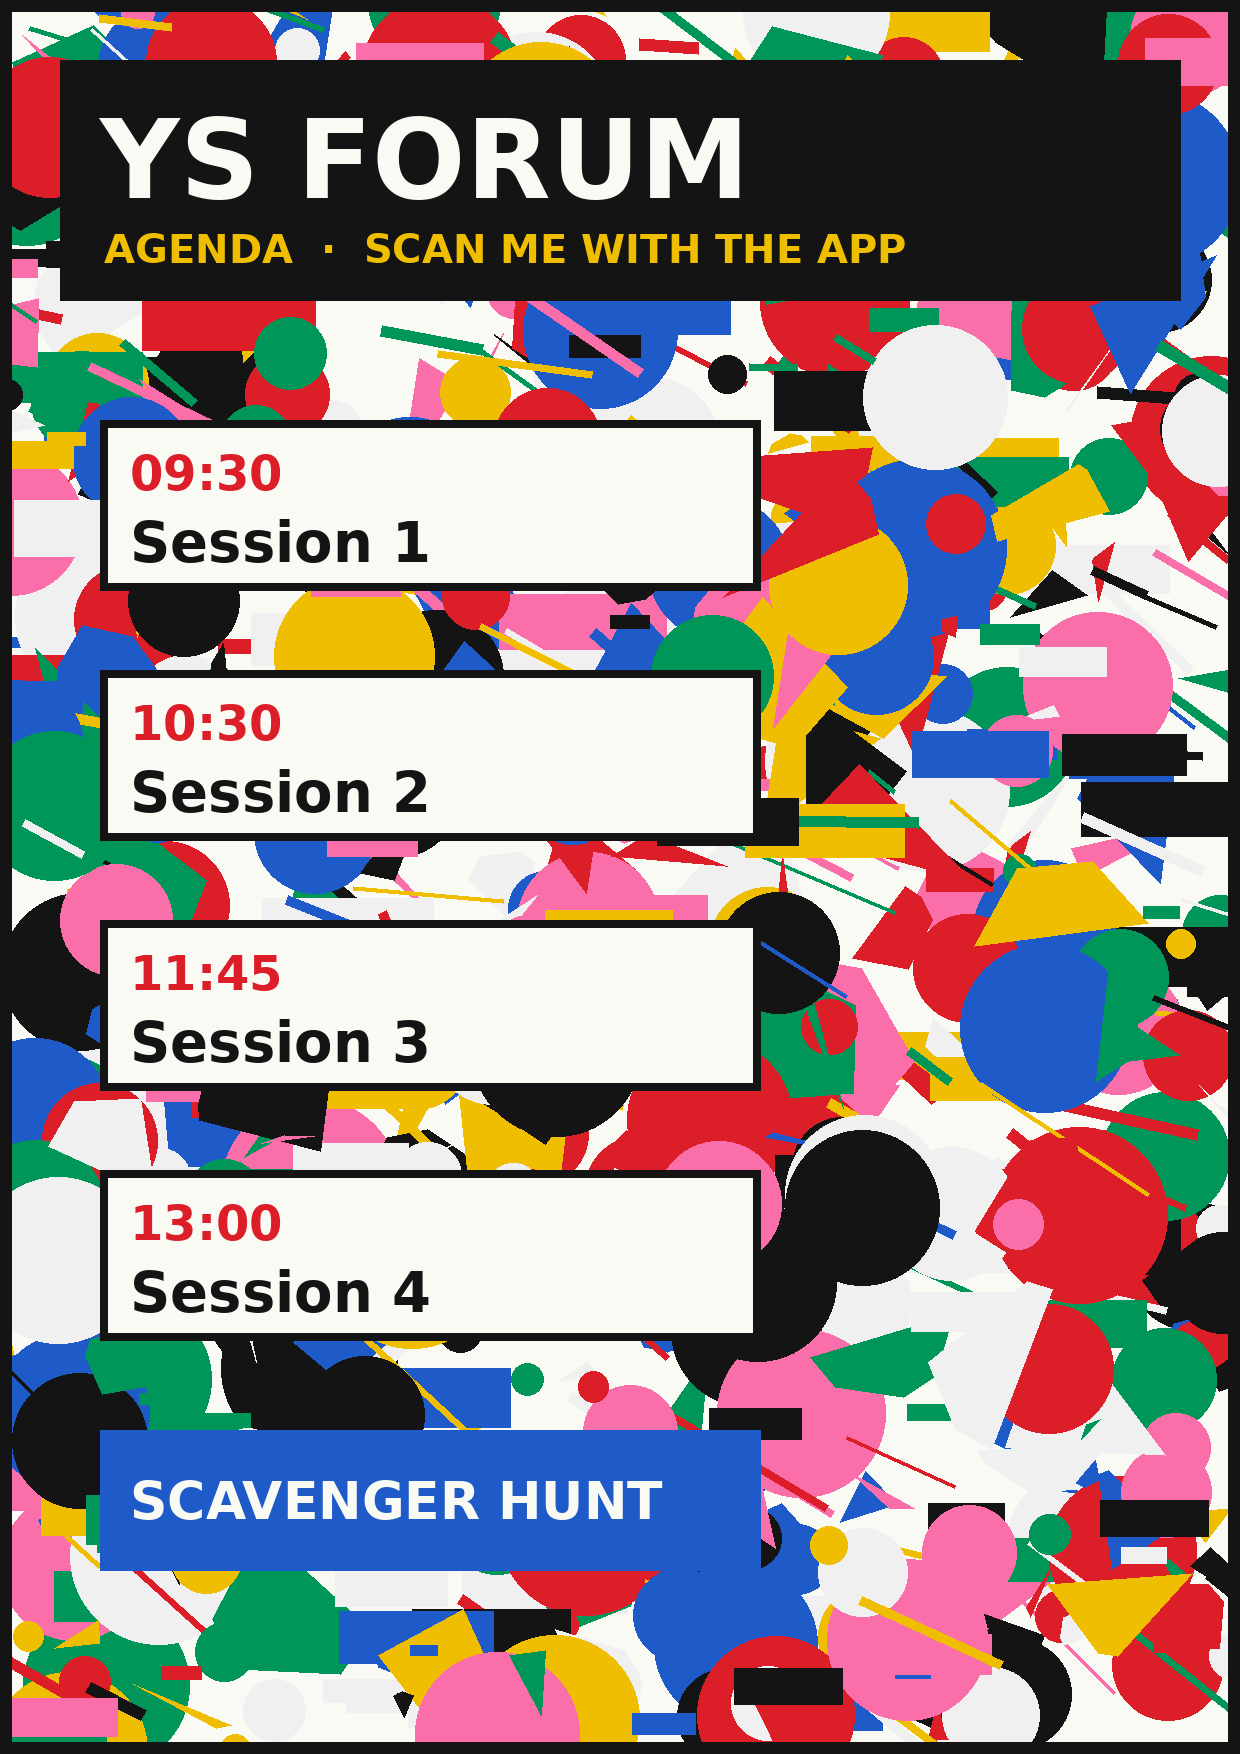 YS FORUM
AGENDA · SCAN ME WITH THE APP
09:30
Session 1
10:30
Session 2
11:45
Session 3
13:00
Session 4
SCAVENGER HUNT